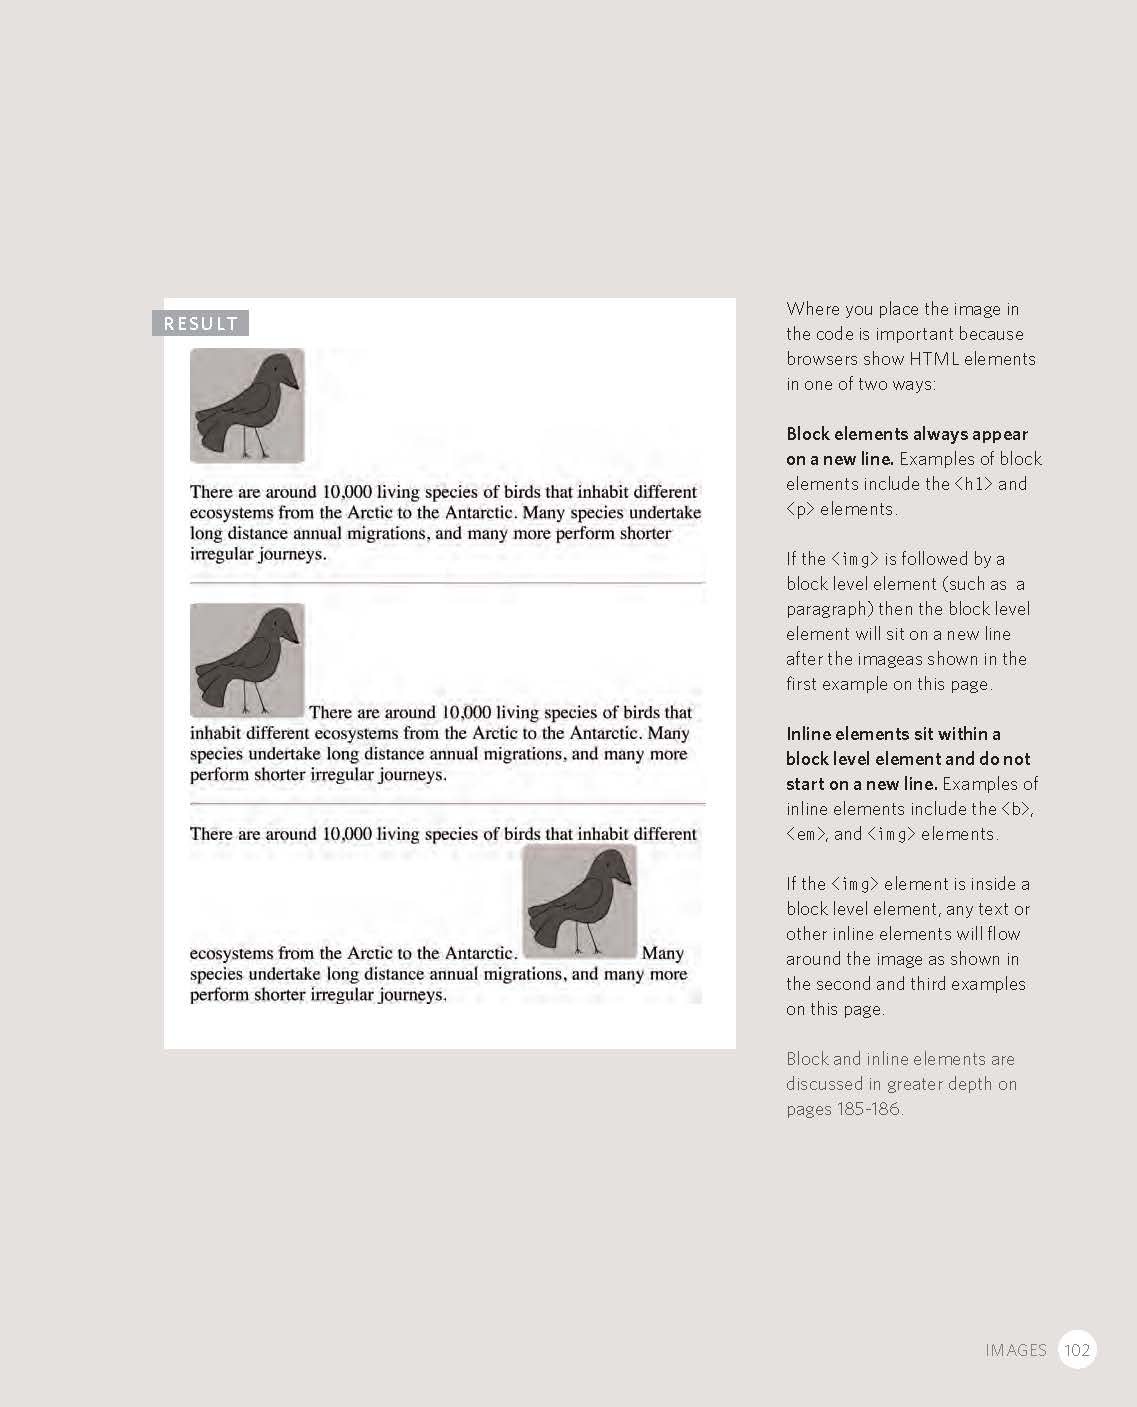 RESULT
There are around 10,000 living species of birds that inhabit different
ecosystems from the Arctic to the Antarctic. Many species undertake
long distance annual migrations, and many more perform shorter
irregular journeys.
There are around 10,000 living species of birds that
inhabit different ecosystems from the Arctic to the Antarctic. Many
species undertake long distance annual migrations, and many more
perform shorter irregular journeys.
There are around 10,000 living species of birds that inhabit different
ecosystems from the Arctic to the Antarctic. Many
species undertake long distance annual migrations, and many more
perform shorter irregular journeys.
Where you place the image in
the code is important because
browsers show HTML elements
in one of two ways:
Block elements always appear
on a new line. Examples of block
elements include the <h1> and
<p> elements.
If the <img> is followed by a
block level element (such as a
paragraph) then the block level
element will sit on a new line
after the imageas shown in the
first example on this page.
Inline elements sit within a
block level element and do not
start on a new line. Examples of
inline elements include the <b>,
<em>, and <img> elements.
If the <img> element is inside a
block level element, any text or
other inline elements will flow
around the image as shown in
the second and third examples
on this page.
Block and inline elements are
discussed in greater depth on
pages 185-186.
IMAGES 102